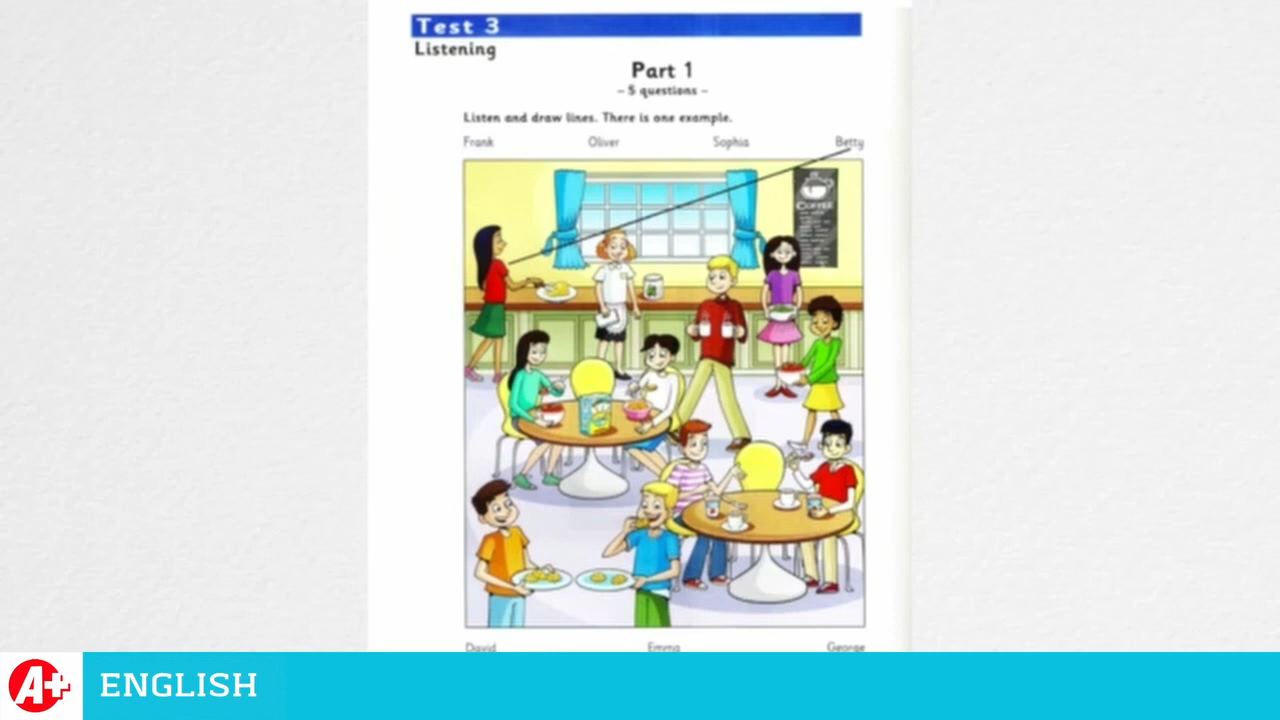 Test 3
Listening
Part 1
– 5 questions –
Listen and draw lines. There is one example.
Frank Oliver Sophia Betty
COFFEE
David Emma George
A+ ENGLISH